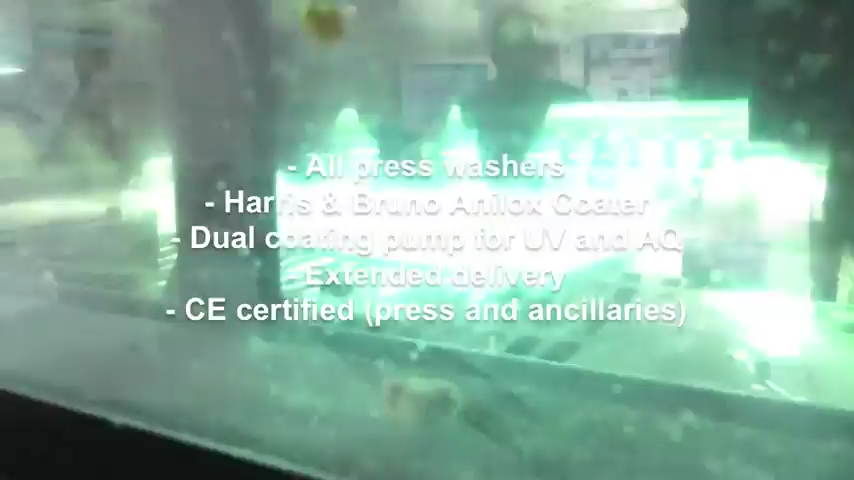 - All press washers
- Harris & Bruno Anilox Coater
- Dual coating pump for UV and AQ
- Extended delivery
- CE certified (press and ancillaries)